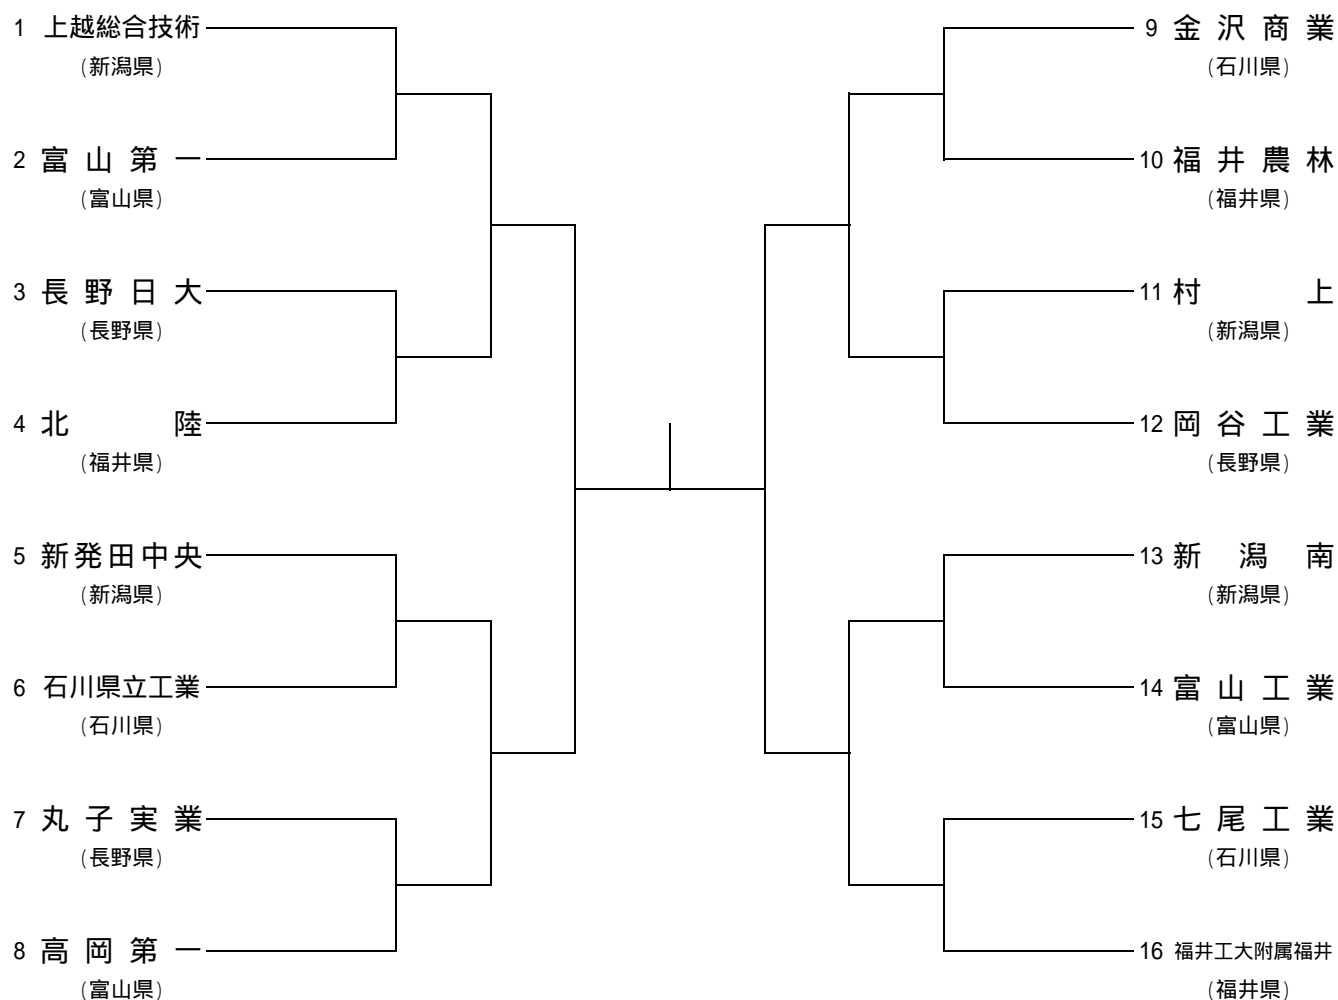 1 上越総合技術
(新潟県)
2 富山第一
(富山県)
3 長野日大
(長野県)
4 北陸
(福井県)
5 新発田中央
(新潟県)
6 石川県立工業
(石川県)
7 丸子実業
(長野県)
8 高岡第一
(富山県)
9 金沢商業
(石川県)
10 福井農林
(福井県)
11 村上
(新潟県)
12 岡谷工業
(長野県)
13 新潟南
(新潟県)
14 富山工業
(富山県)
15 七尾工業
(石川県)
16 福井工大附属福井
(福井県)